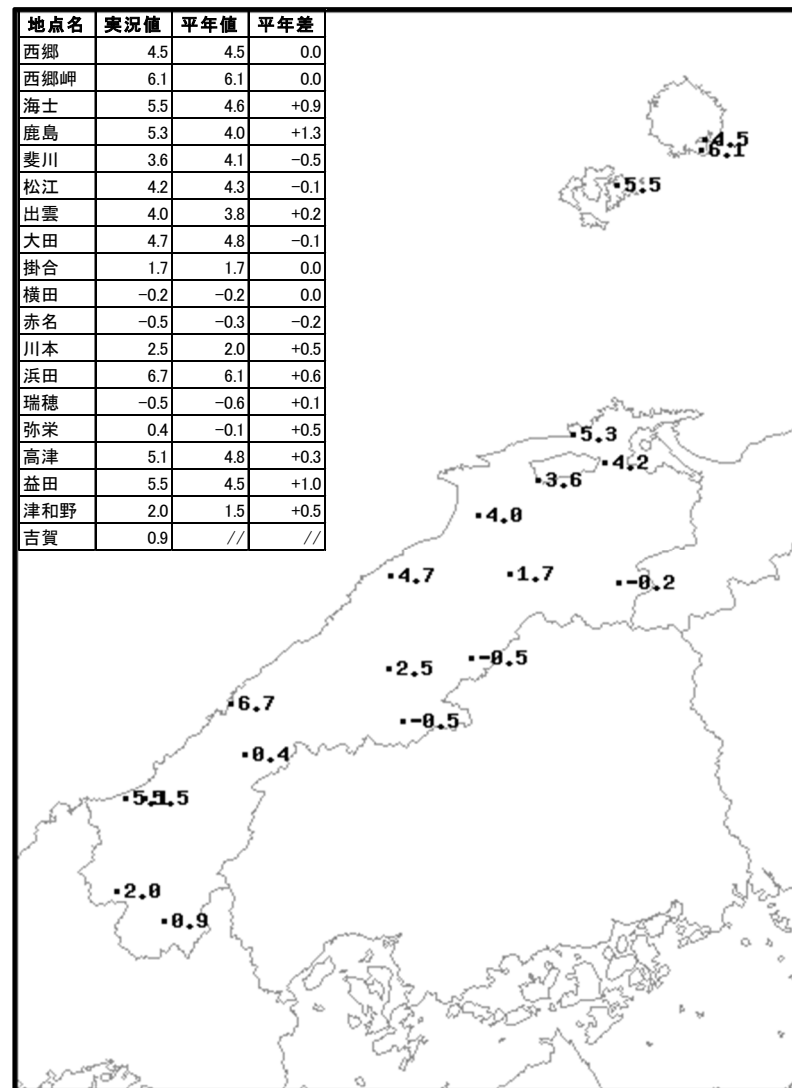 地点名 実況値 平年値 平年差
西郷 4.5 4.5 0.0
西郷岬 6.1 6.1 0.0
海士 5.5 4.6 +0.9
鹿島 5.3 4.0 +1.3
斐川 3.6 4.1 −0.5
松江 4.2 4.3 −0.1
出雲 4.0 3.8 +0.2
大田 4.7 4.8 −0.1
掛合 1.7 1.7 0.0
横田 −0.2 −0.2 0.0
赤名 −0.5 −0.3 −0.2
川本 2.5 2.0 +0.5
浜田 6.7 6.1 +0.6
瑞穂 −0.5 −0.6 +0.1
弥栄 0.4 −0.1 +0.5
高津 5.1 4.8 +0.3
益田 5.5 4.5 +1.0
津和野 2.0 1.5 +0.5
吉賀 0.9 // //
4.5
6.1
5.5
5.3
4.2
3.6
4.0
4.7
1.7
-0.2
-0.5
2.5
6.7
-0.5
0.4
5.1
5.5
2.0
0.9